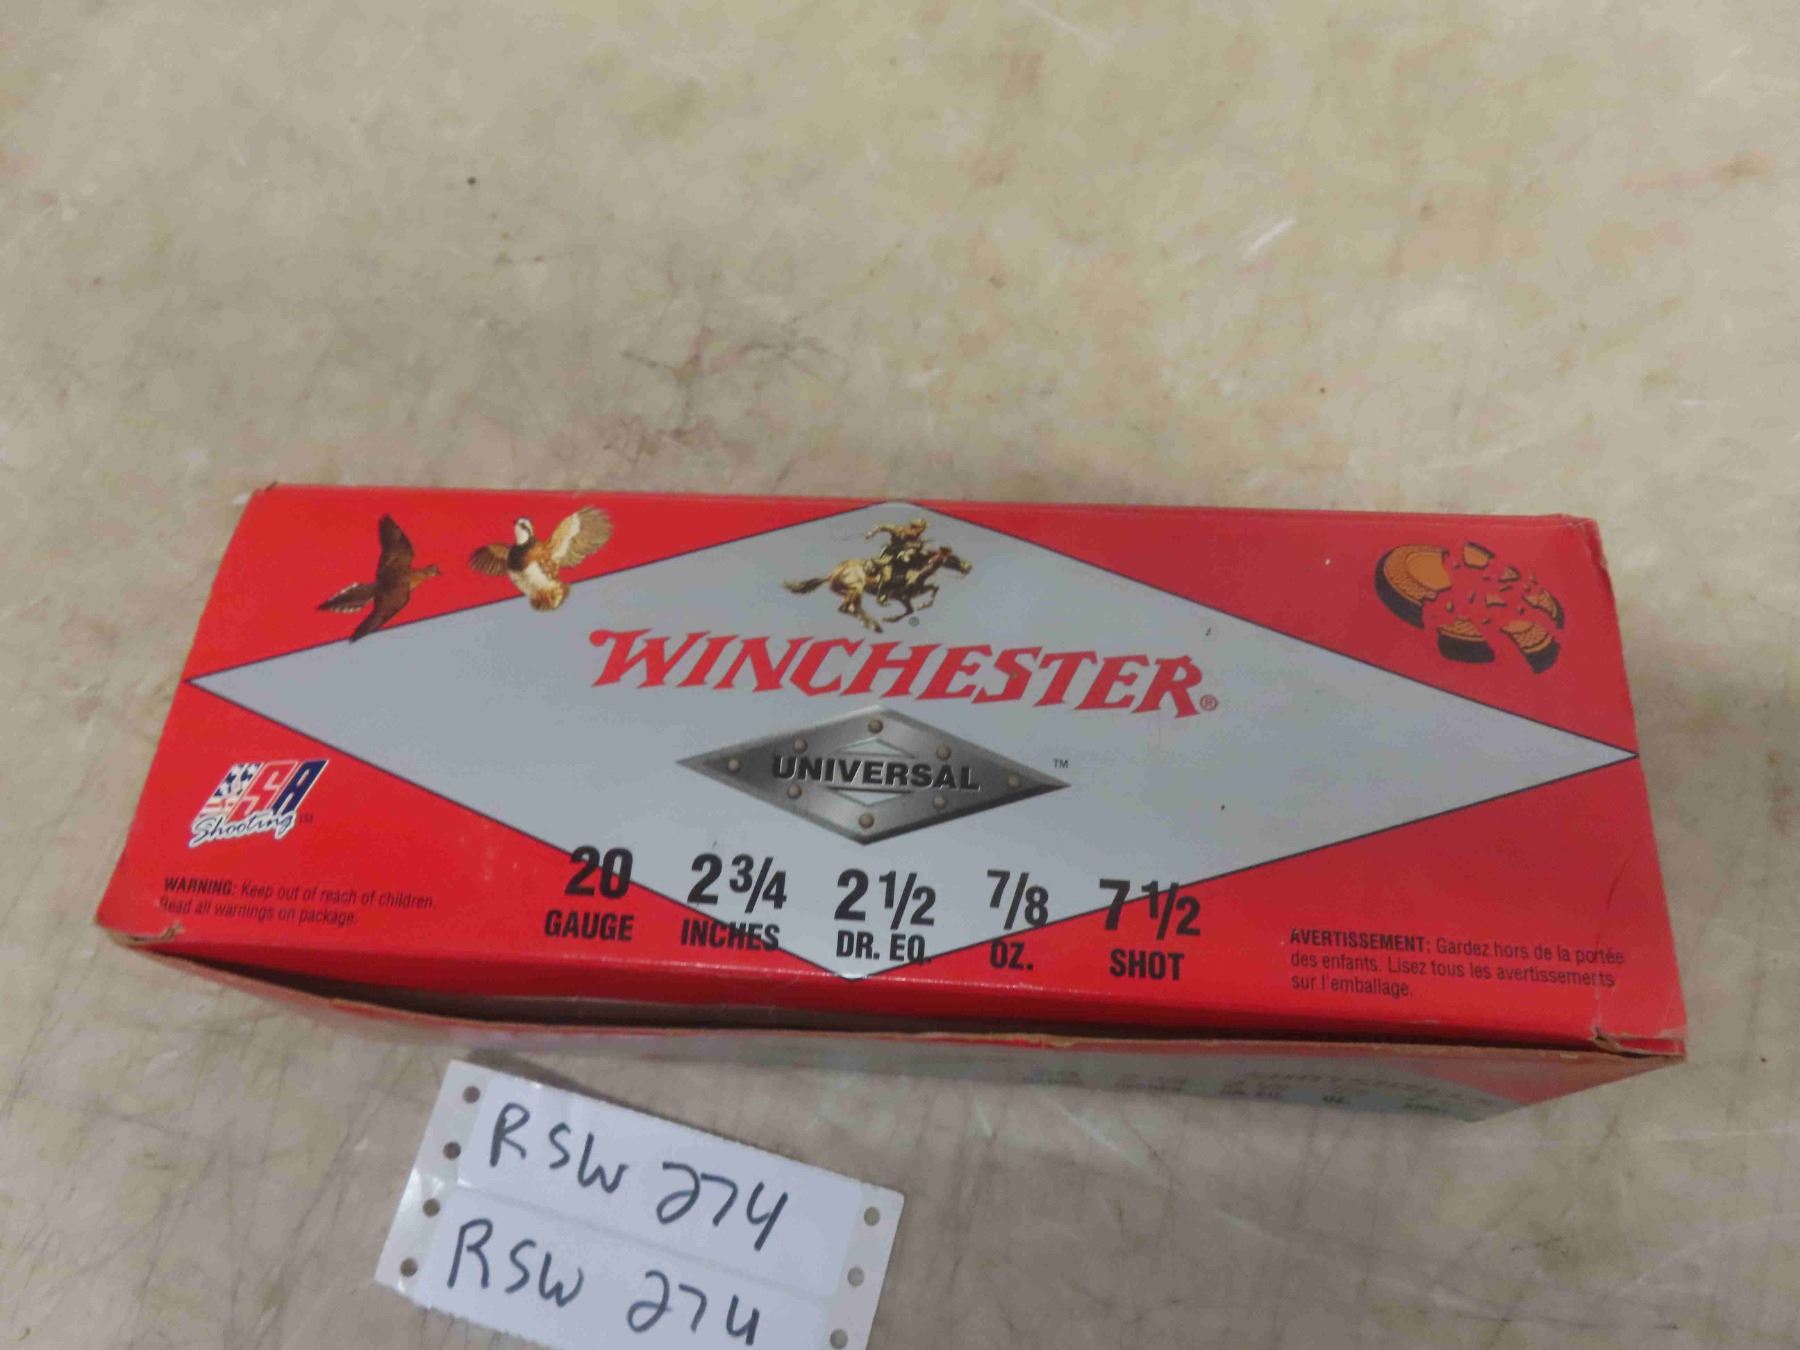 WINCHESTER®
UNIVERSAL ™
USA
Shooting ™
20 2 3/4 2 1/2 7/8 7 1/2
GAUGE INCHES DR. EQ. OZ. SHOT
WARNING: Keep out of reach of children.
Read all warnings on package.
AVERTISSEMENT: Gardez hors de la portée
des enfants. Lisez tous les avertissements
sur l'emballage.
RSW 274
RSW 274